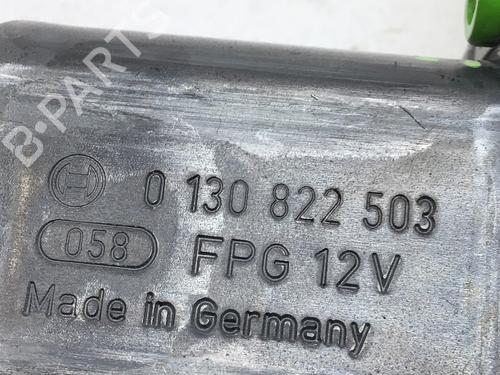 B-PARTS
0 130 822 503
058 FPG 12V
Made in Germany